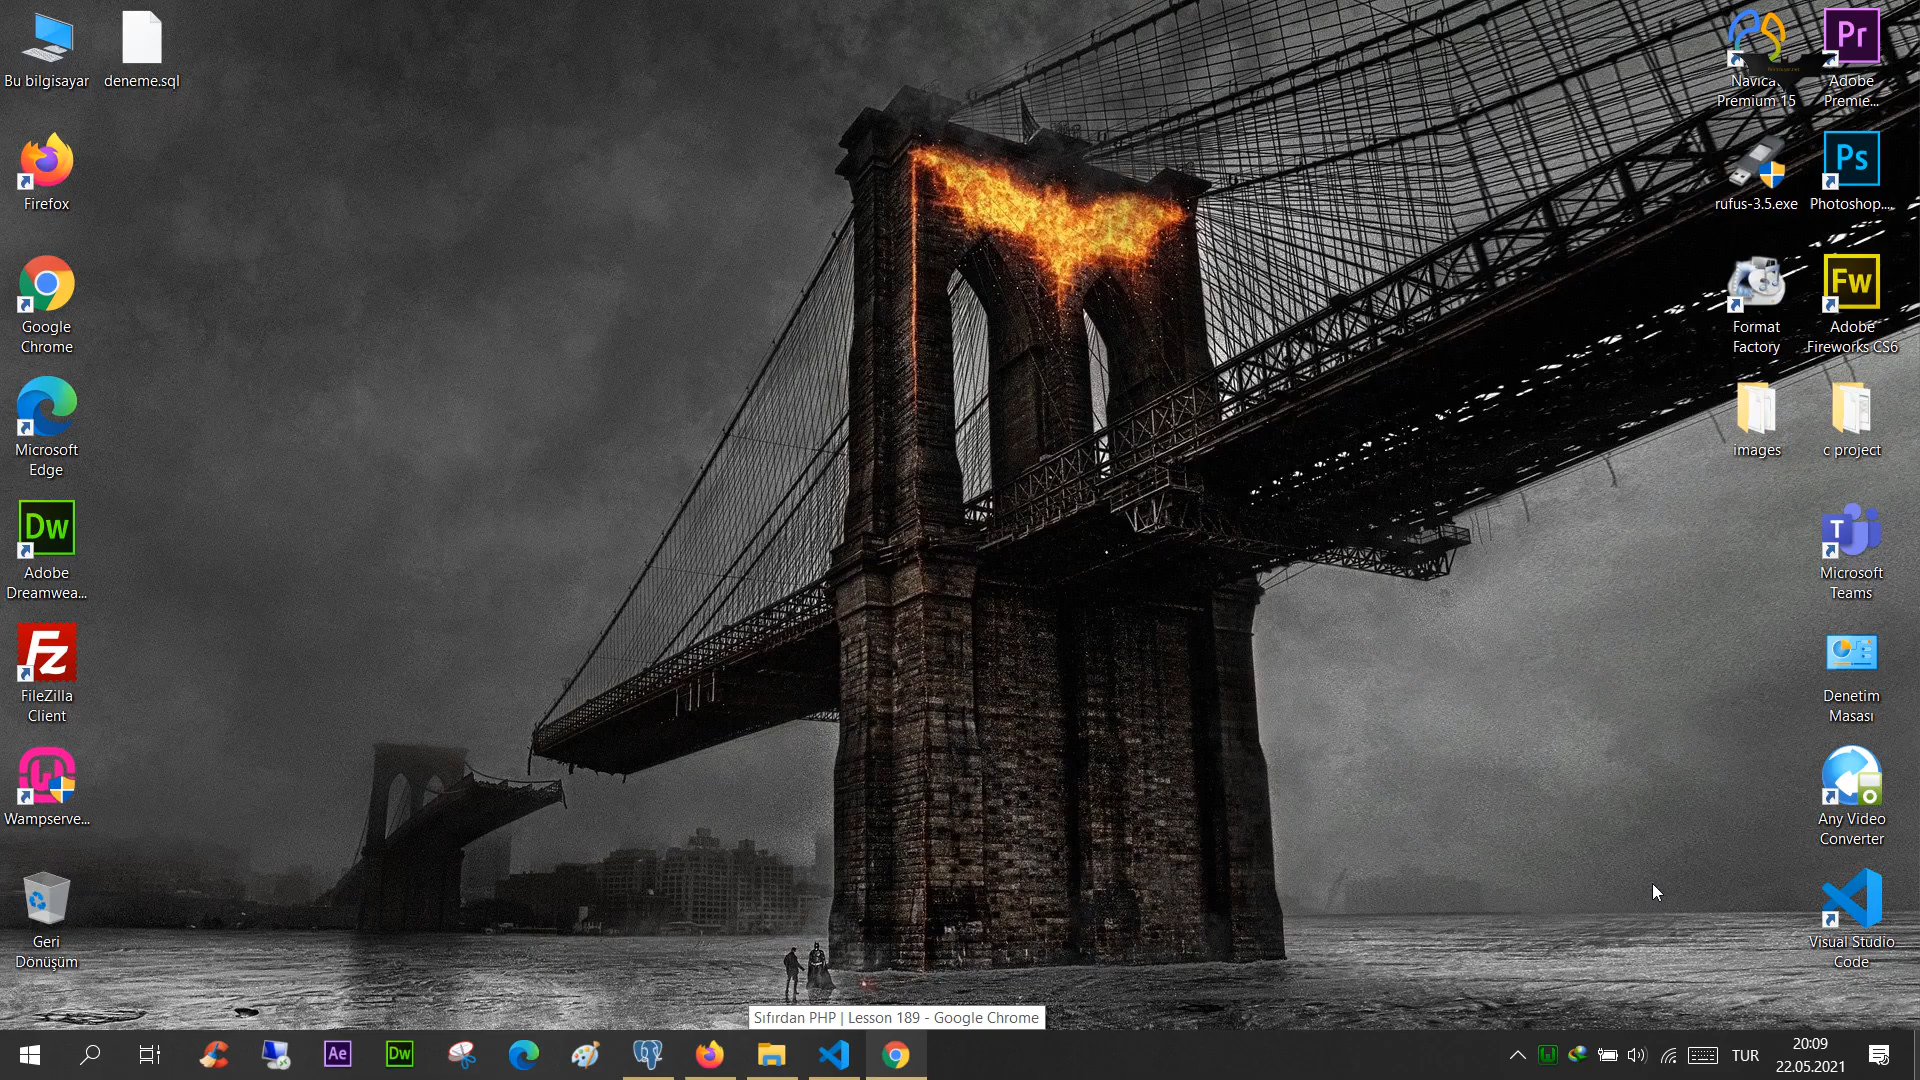 Bu bilgisayar
deneme.sql
Firefox
Google
Chrome
Microsoft
Edge
Dw
Adobe
Dreamwea...
Fz
FileZilla
Client
Wampserve...
Geri
Dönüşüm
Premium 15
Pr
Adobe
Premie...
rufus-3.5.exe
Ps
Photoshop....
Format
Factory
Fw
Adobe
Fireworks CS6
images
c project
T
Microsoft
Teams
Denetim
Masası
Any Video
Converter
Visual Studio
Code
Sıfırdan PHP | Lesson 189 - Google Chrome
Ae
Dw
TUR
20:09
22.05.2021